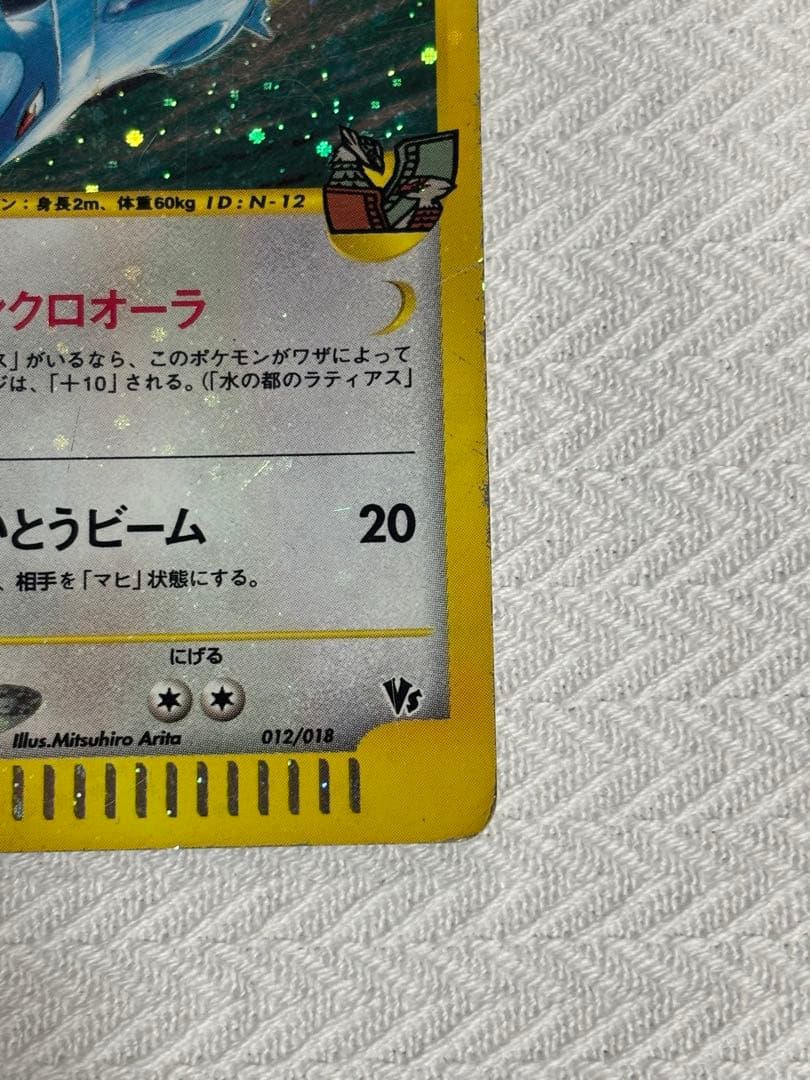 ン：身長2m、体重60kg ID：N-12
ンクロオーラ
ス」がいるなら、このポケモンがワザによって
ジは、「＋10」される。（「水の都のラティアス」
いとうビーム 20
、相手を「マヒ」状態にする。
にげる
Vs
Illus.Mitsuhiro Arita 012/018